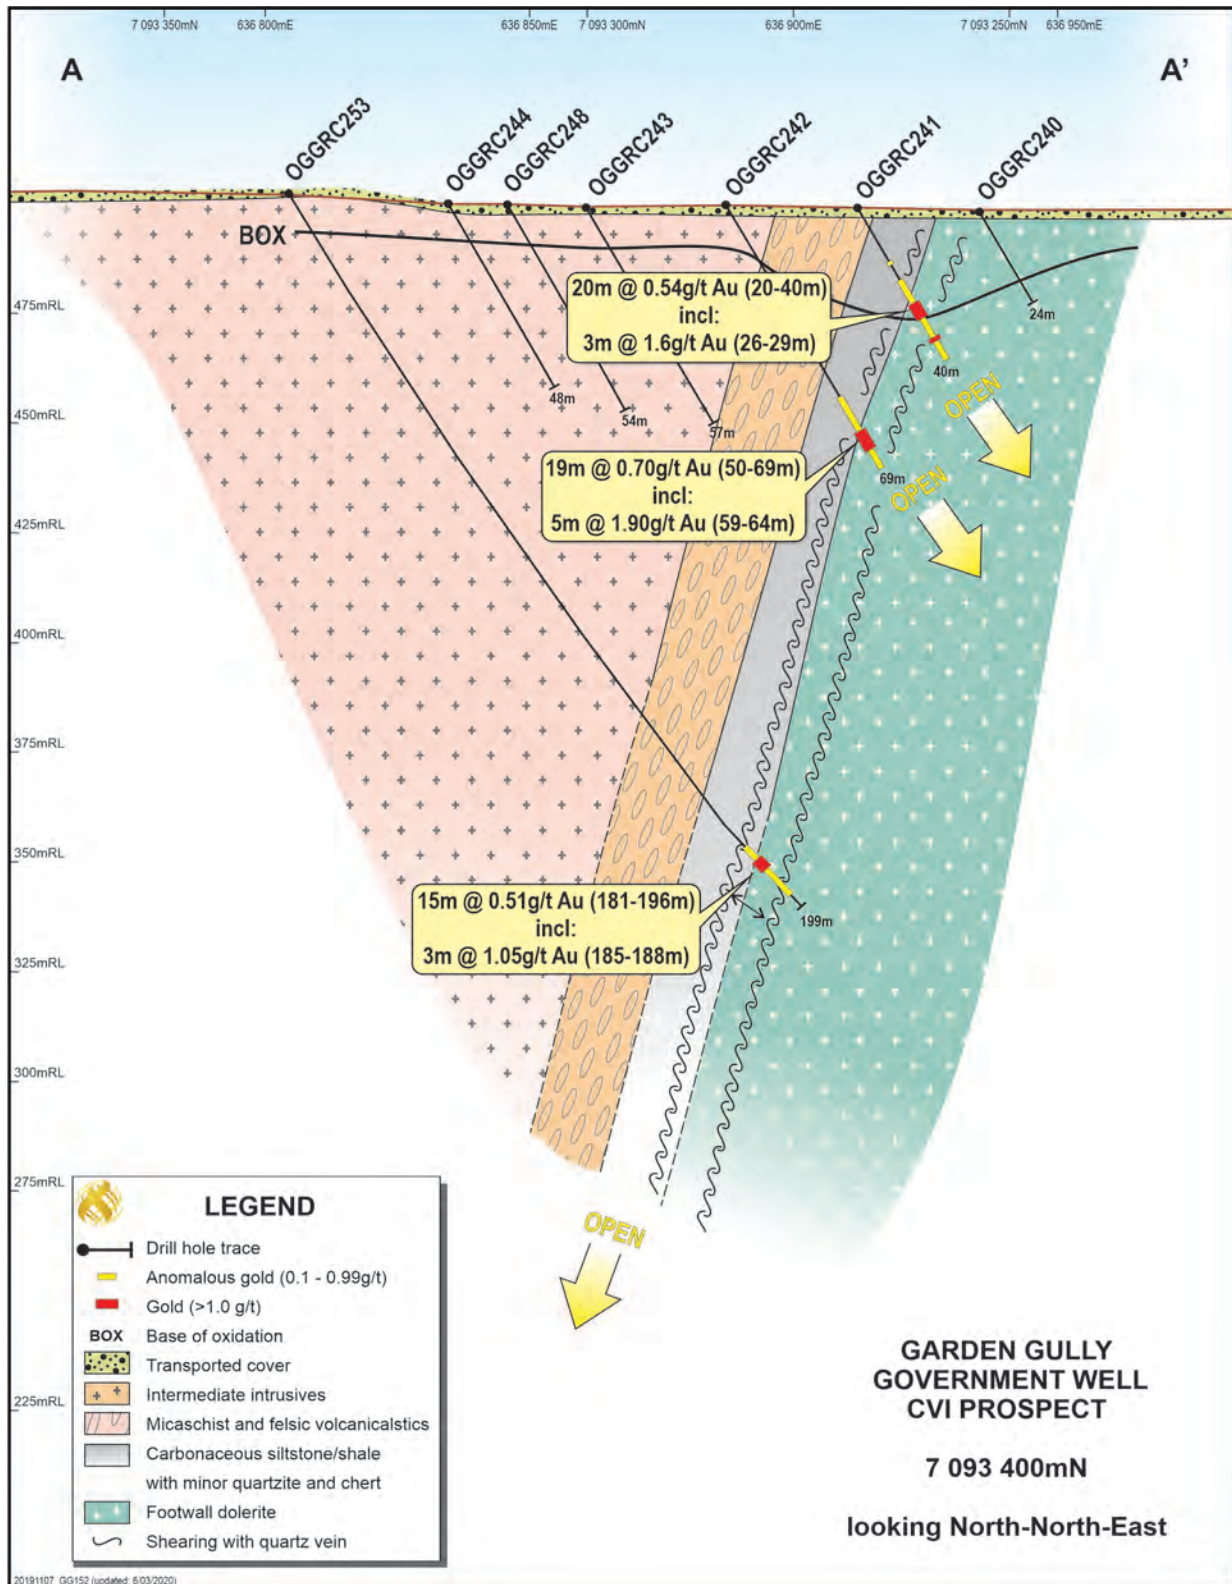 7 093 350mN
636 800mE
636 850mE
7 093 300mN
636 900mE
7 093 250mN
636 950mE
A
A'
OGGRC253
OGGRC244
OGGRC248
OGGRC243
OGGRC242
OGGRC241
OGGRC240
BOX
475mRL
450mRL
425mRL
400mRL
375mRL
350mRL
325mRL
300mRL
275mRL
225mRL
20m @ 0.54g/t Au (20-40m)
incl:
3m @ 1.6g/t Au (26-29m)
24m
40m
48m
54m
57m
OPEN
19m @ 0.70g/t Au (50-69m)
incl:
5m @ 1.90g/t Au (59-64m)
69m
OPEN
15m @ 0.51g/t Au (181-196m)
incl:
3m @ 1.05g/t Au (185-188m)
199m
OPEN
LEGEND
Drill hole trace
Anomalous gold (0.1 - 0.99g/t)
Gold (>1.0 g/t)
BOX Base of oxidation
Transported cover
Intermediate intrusives
Micaschist and felsic volcanicalstics
Carbonaceous siltstone/shale
with minor quartzite and chert
Footwall dolerite
Shearing with quartz vein
GARDEN GULLY
GOVERNMENT WELL
CVI PROSPECT
7 093 400mN
looking North-North-East
20191107_GG152 (updated: 6/03/2020)